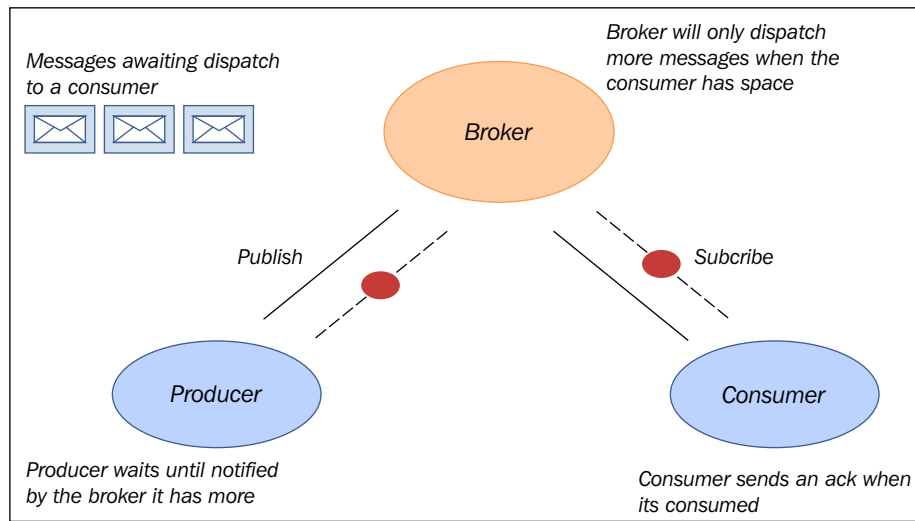 Messages awaiting dispatch
to a consumer
Broker will only dispatch
more messages when the
consumer has space
Broker
Publish
Subcribe
Producer
Consumer
Producer waits until notified
by the broker it has more
Consumer sends an ack when
its consumed